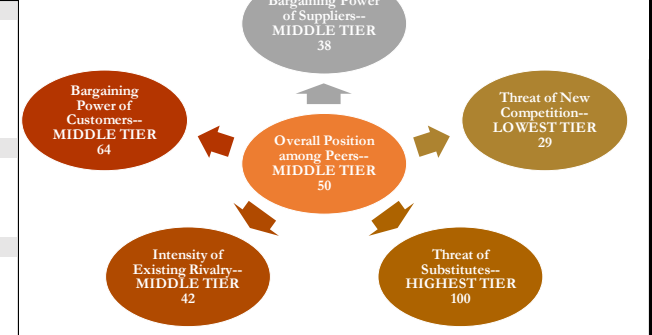 Bargaining Power
of Suppliers--
MIDDLE TIER
38
Bargaining
Power of
Customers--
MIDDLE TIER
64
Threat of New
Competition--
LOWEST TIER
29
Overall Position
among Peers--
MIDDLE TIER
50
Intensity of
Existing Rivalry--
MIDDLE TIER
42
Threat of
Substitutes--
HIGHEST TIER
100